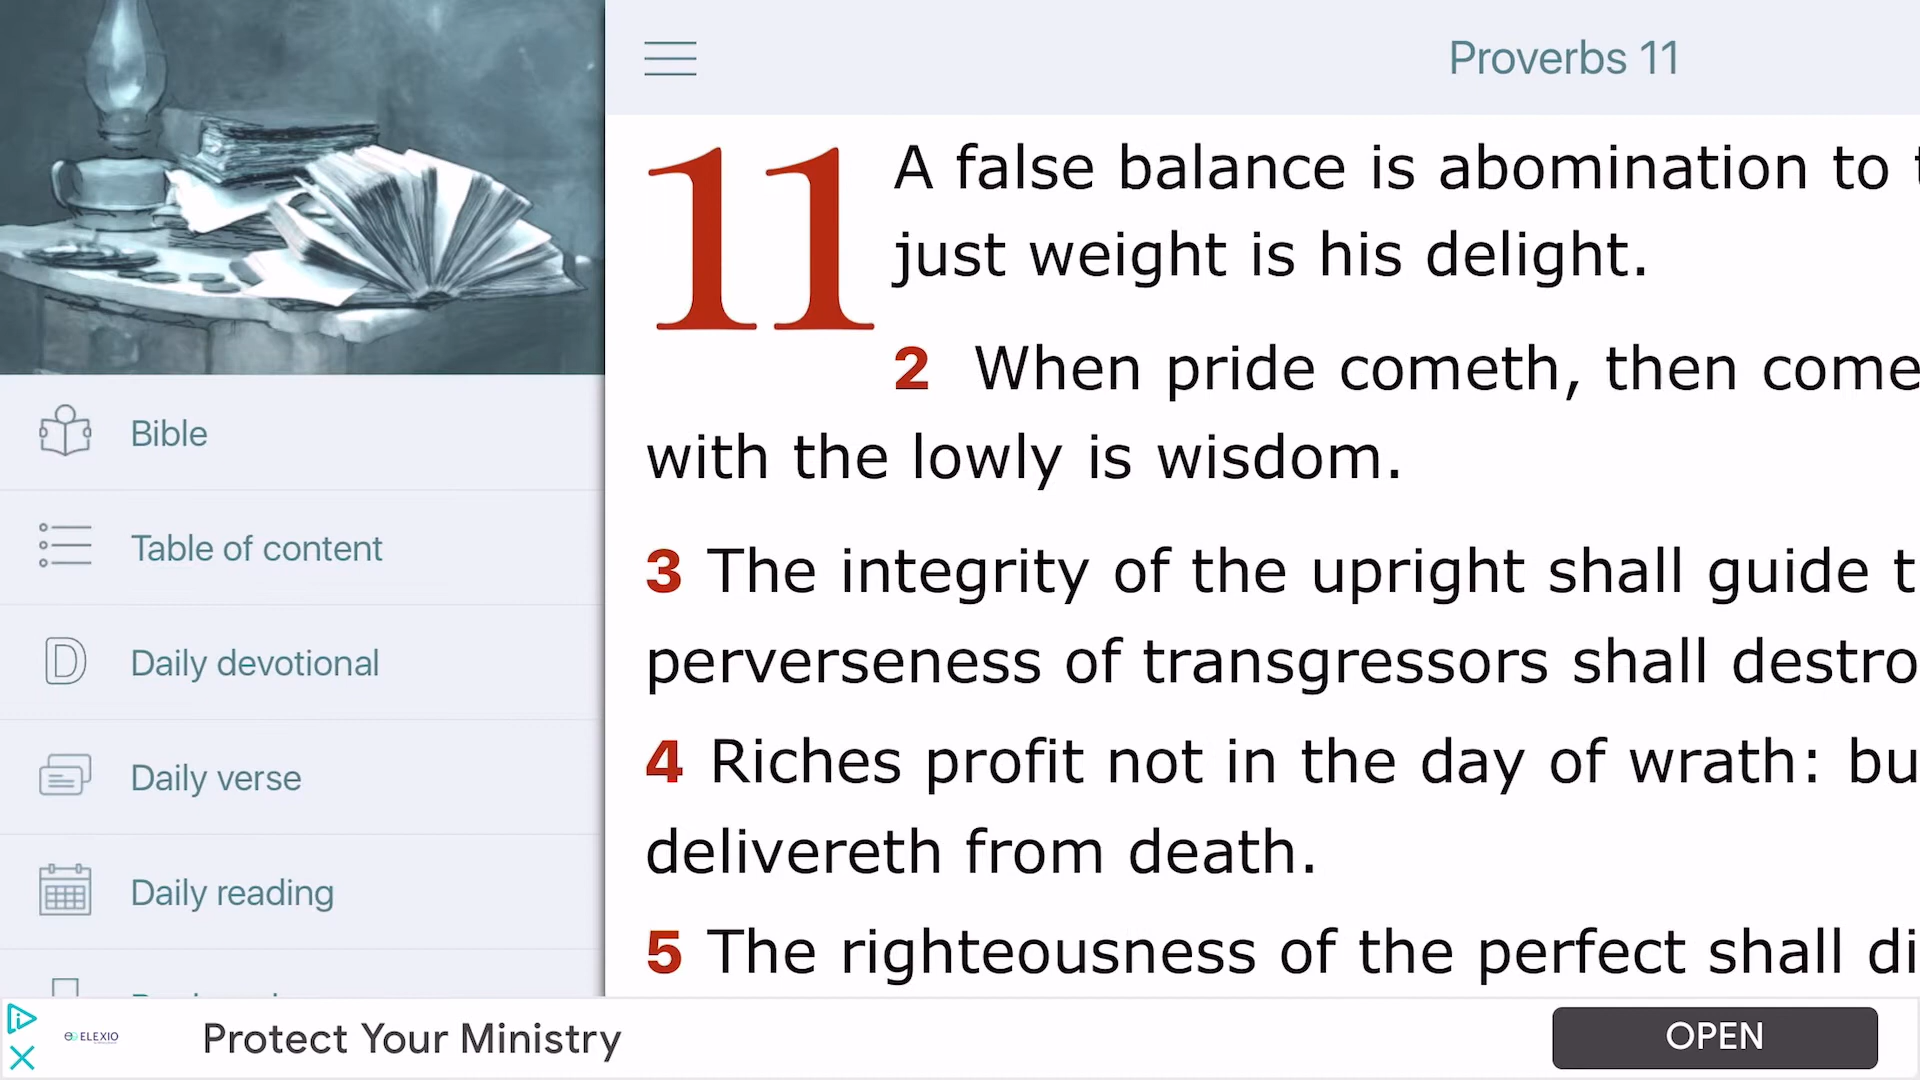 Proverbs 11
Bible
Table of content
Daily devotional
Daily verse
Daily reading
11 A false balance is abomination to
just weight is his delight.
2 When pride cometh, then come
with the lowly is wisdom.
3 The integrity of the upright shall guide t
perverseness of transgressors shall destro
4 Riches profit not in the day of wrath: bu
delivereth from death.
5 The righteousness of the perfect shall di
ELEXIO
Protect Your Ministry
OPEN